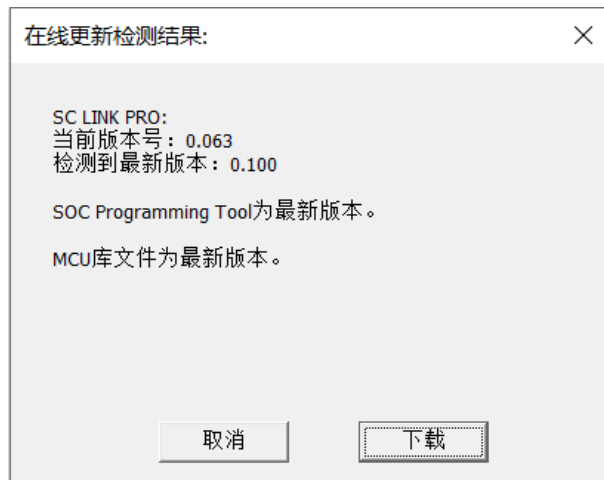 在线更新检测结果:
SC LINK PRO:
当前版本号：0.063
检测到最新版本：0.100
SOC Programming Tool为最新版本。
MCU库文件为最新版本。
取消
下载